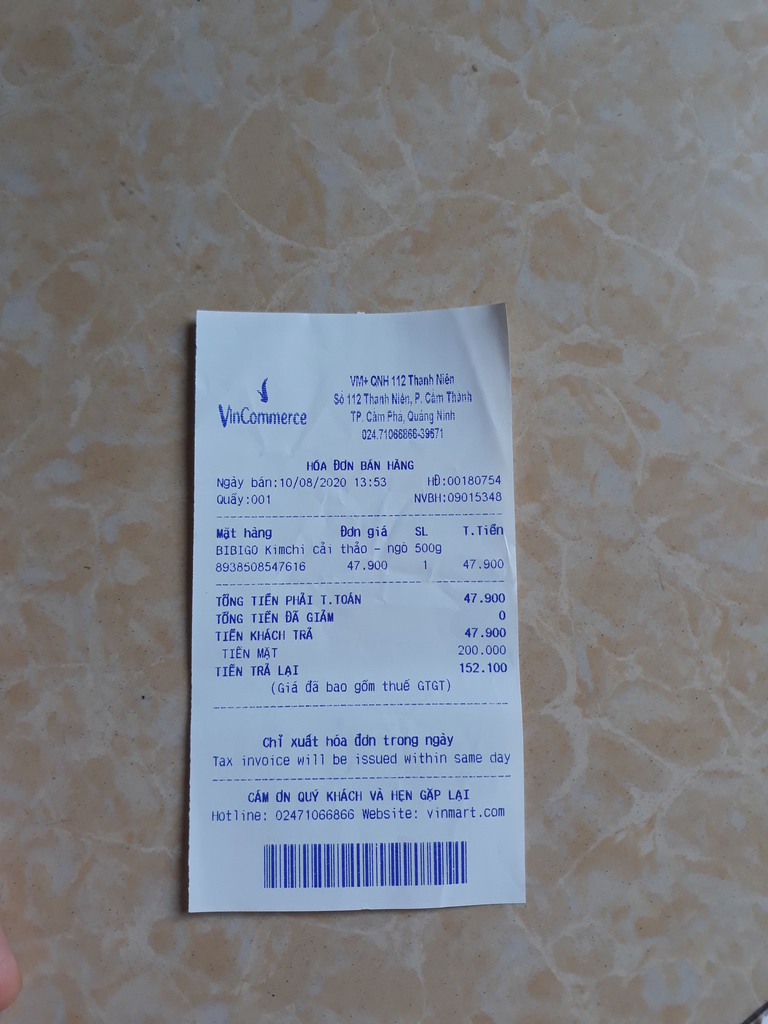 VinCommerce
VM+ QNH 112 Thanh Niên
Số 112 Thanh Niên, P. Cẩm Thành
TP. Cẩm Phả, Quảng Ninh
024.71066866-39671
HÓA ĐƠN BÁN HÀNG
Ngày bán:10/08/2020 13:53 HĐ:00180754
Quầy:001 NVBH:09015348
Mặt hàng Đơn giá SL T.Tiền
BIBIGO Kimchi cải thảo - ngò 500g
8938508547616 47.900 1 47.900
TỔNG TIỀN PHẢI T.TOÁN 47.900
TỔNG TIỀN ĐÃ GIẢM 0
TIỀN KHÁCH TRẢ 47.900
TIỀN MẶT 200.000
TIỀN TRẢ LẠI 152.100
(Giá đã bao gồm thuế GTGT)
Chỉ xuất hóa đơn trong ngày
Tax invoice will be issued within same day
CẢM ƠN QUÝ KHÁCH VÀ HẸN GẶP LẠI
Hotline: 02471066866 Website: vinmart.com